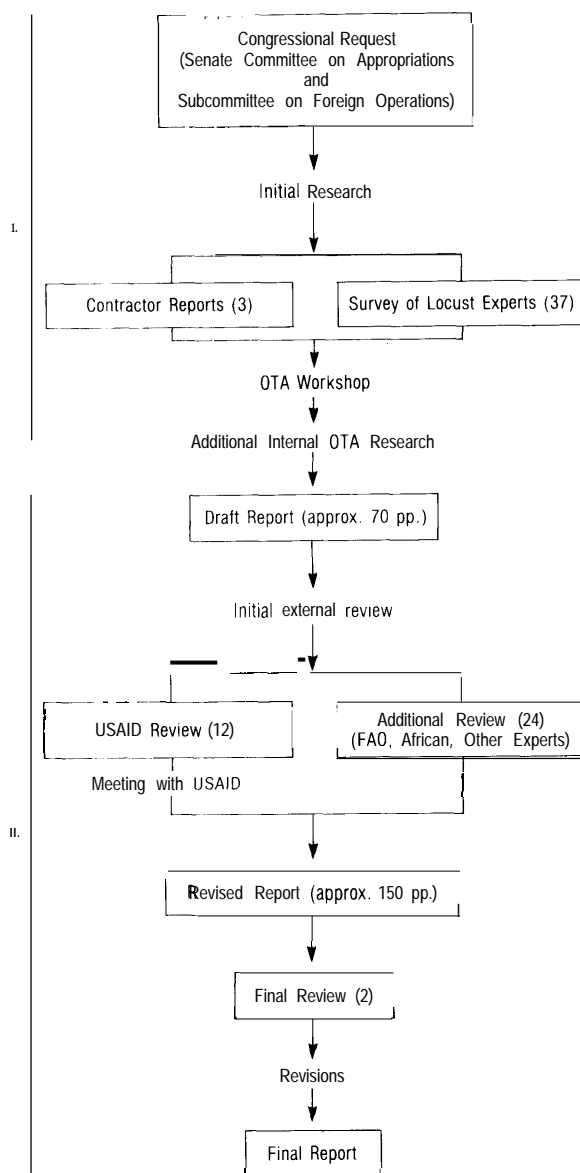 Congressional Request
(Senate Committee on Appropriations
and
Subcommittee on Foreign Operations)
Initial Research
I.
Contractor Reports (3)
Survey of Locust Experts (37)
OTA Workshop
Additional Internal OTA Research
Draft Report (approx. 70 pp.)
Initial external review
USAID Review (12)
Additional Review (24)
(FAO, African, Other Experts)
Meeting with USAID
II.
Revised Report (approx. 150 pp.)
Final Review (2)
Revisions
Final Report